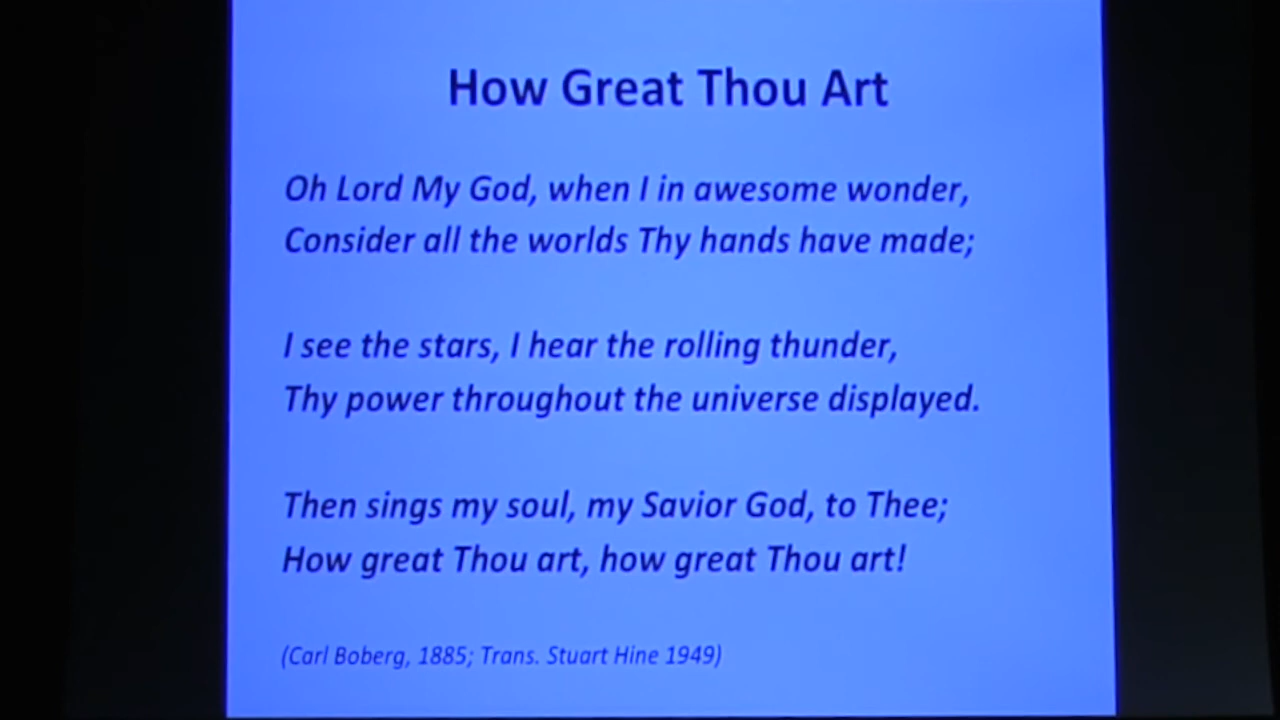 How Great Thou Art
Oh Lord My God, when I in awesome wonder,
Consider all the worlds Thy hands have made;
I see the stars, I hear the rolling thunder,
Thy power throughout the universe displayed.
Then sings my soul, my Savior God, to Thee;
How great Thou art, how great Thou art!
(Carl Boberg, 1885; Trans. Stuart Hine 1949)